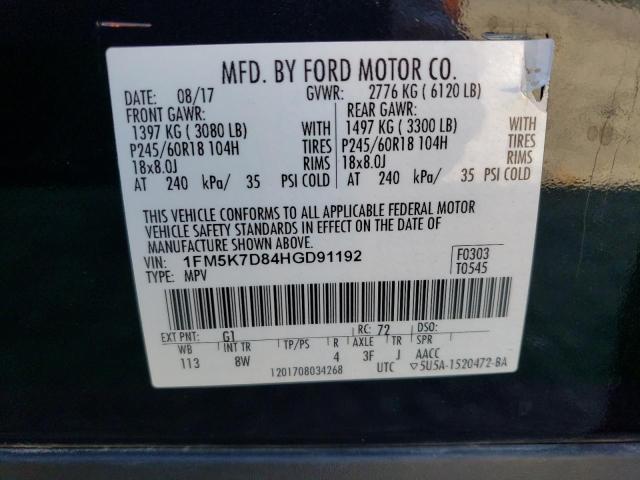 MFD. BY FORD MOTOR CO.
DATE: 08/17 GVWR: 2776 KG ( 6120 LB)
FRONT GAWR: REAR GAWR:
1397 KG ( 3080 LB) WITH 1497 KG ( 3300 LB) WITH
P245/60R18 104H TIRES P245/60R18 104H TIRES
18x8.0J RIMS 18x8.0J RIMS
AT 240 kPa/ 35 PSI COLD AT 240 kPa/ 35 PSI COLD
THIS VEHICLE CONFORMS TO ALL APPLICABLE FEDERAL MOTOR
VEHICLE SAFETY STANDARDS IN EFFECT ON THE DATE OF
MANUFACTURE SHOWN ABOVE.
VIN: 1FM5K7D84HGD91192 F0303
TYPE: MPV T0545
EXT PNT: G1 RC: 72 DSO:
WB INT TR TP/PS R AXLE TR SPR
113 8W 4 3F J AACC
1201708034268 UTC ▽5U5A-1520472-BA